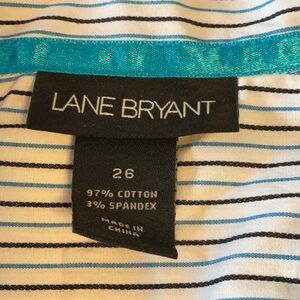 LANE BRYANT
26
97% COTTON
3% SPANDEX
MADE IN
CHINA